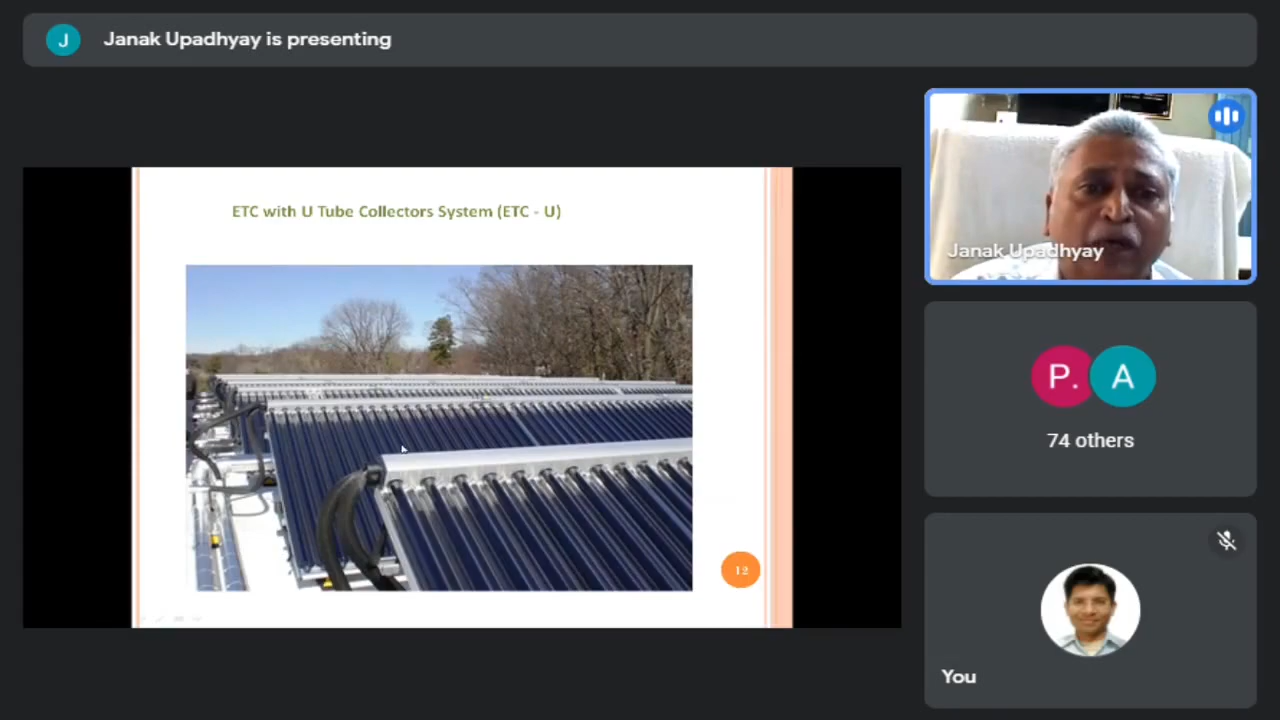 J
Janak Upadhyay is presenting
ETC with U Tube Collectors System (ETC - U)
12
Janak Upadhyay
P.
A
74 others
You